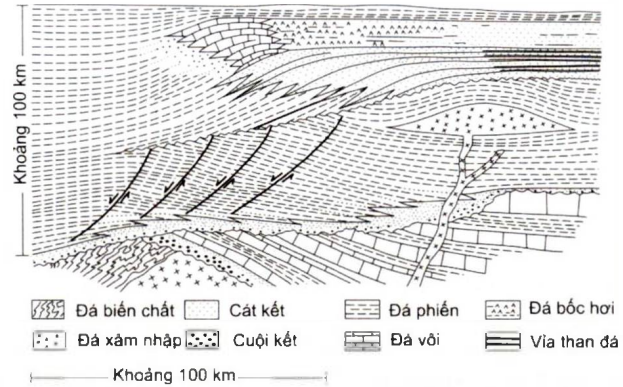 Khoảng 100 km
Đá biến chất
Cát kết
Đá phiến
Đá bốc hơi
Đá xâm nhập
Cuội kết
Đá vôi
Vỉa than đá
Khoảng 100 km